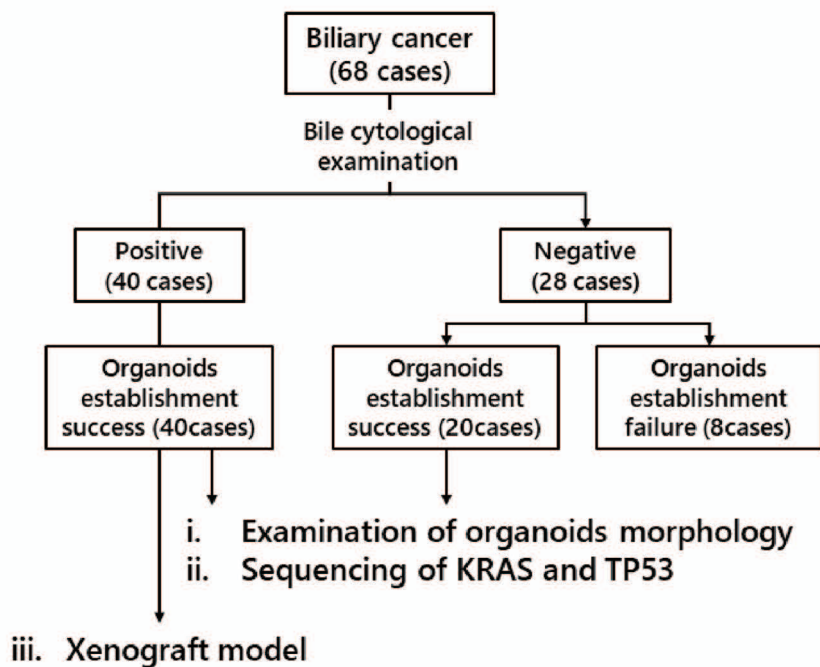 Biliary cancer
(68 cases)
Bile cytological
examination
Positive
(40 cases)
Negative
(28 cases)
Organoids
establishment
success (40cases)
Organoids
establishment
success (20cases)
Organoids
establishment
failure (8cases)
i. Examination of organoids morphology
ii. Sequencing of KRAS and TP53
iii. Xenograft model